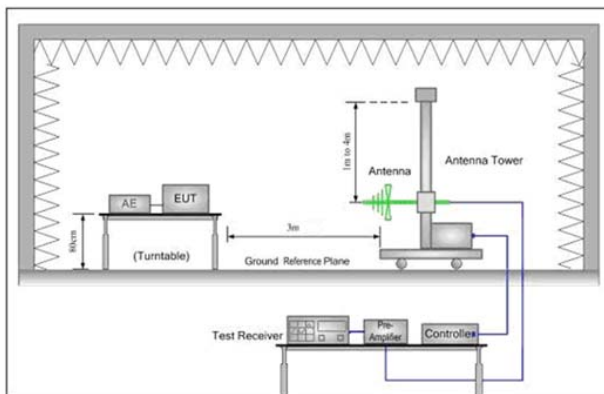 1m to 4m
Antenna
Antenna Tower
AE
EUT
80cm
(Turntable)
3m
Ground Reference Plane
Test Receiver
Pre-
Amplifier
Controller